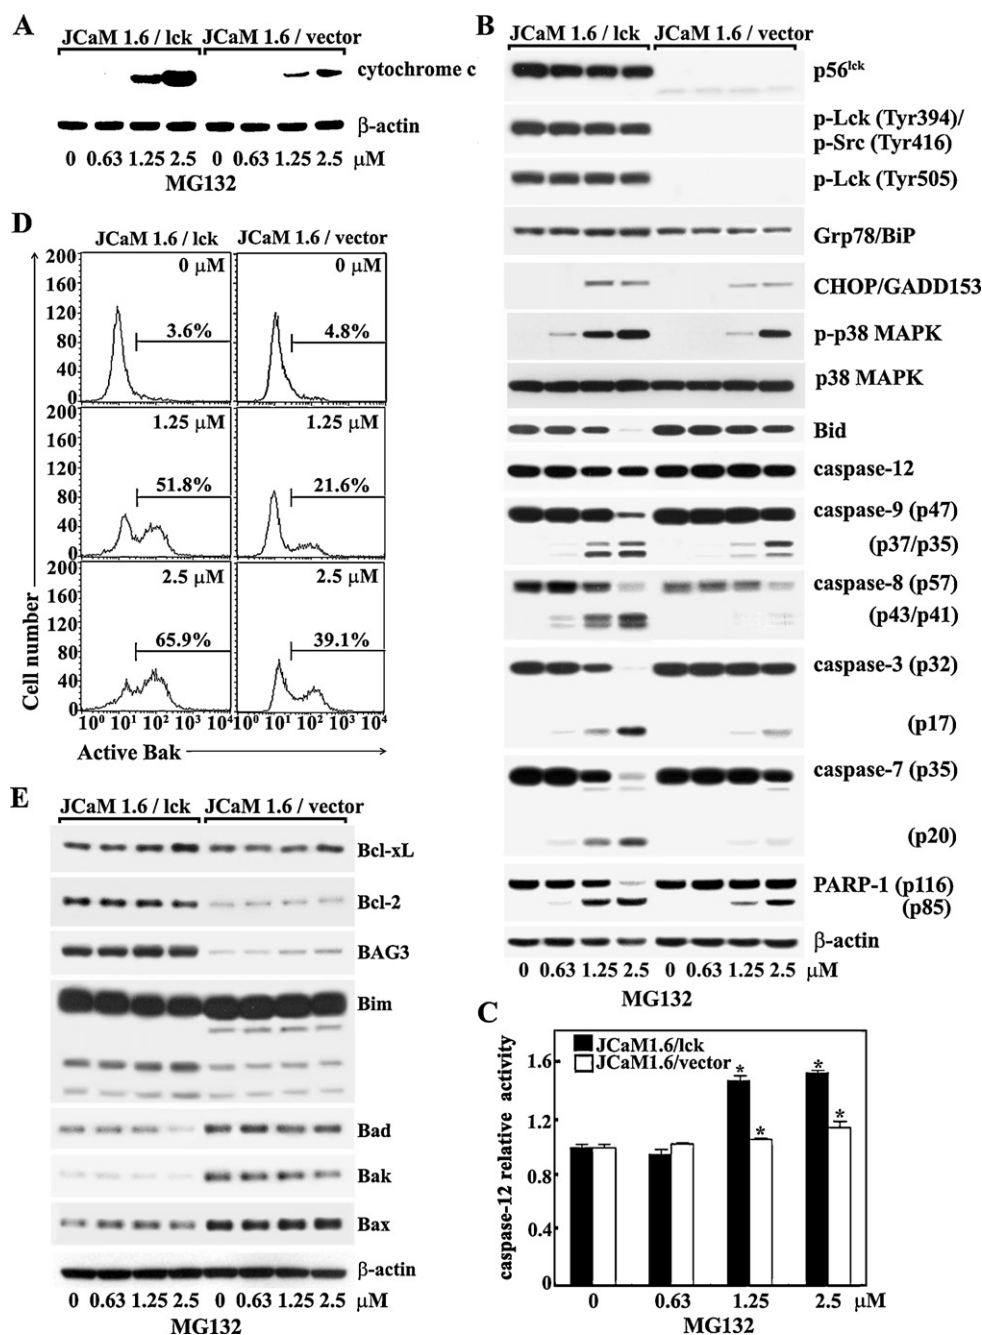 A
JCaM 1.6 / lck JCaM 1.6 / vector
cytochrome c
β-actin
0 0.63 1.25 2.5 0 0.63 1.25 2.5 μM
MG132
B
JCaM 1.6 / lck JCaM 1.6 / vector
p56lck
p-Lck (Tyr394)/
p-Src (Tyr416)
p-Lck (Tyr505)
Grp78/BiP
CHOP/GADD153
p-p38 MAPK
p38 MAPK
Bid
caspase-12
caspase-9 (p47)
(p37/p35)
caspase-8 (p57)
(p43/p41)
caspase-3 (p32)
(p17)
caspase-7 (p35)
(p20)
PARP-1 (p116)
(p85)
β-actin
0 0.63 1.25 2.5 0 0.63 1.25 2.5 μM
MG132
D
JCaM 1.6 / lck JCaM 1.6 / vector
200
160
120
80
40
0
0 μM 0 μM
3.6% 4.8%
200
160
120
80
40
0
1.25 μM 1.25 μM
51.8% 21.6%
200
160
120
80
40
0
2.5 μM 2.5 μM
65.9% 39.1%
100 101 102 103 104 100 101 102 103 104
Cell number
Active Bak
E
JCaM 1.6 / lck JCaM 1.6 / vector
Bcl-xL
Bcl-2
BAG3
Bim
Bad
Bak
Bax
β-actin
0 0.63 1.25 2.5 0 0.63 1.25 2.5 μM
MG132
C
caspase-12 relative activity
1.6
1.2
0.8
0.4
0
JCaM1.6/lck
JCaM1.6/vector
* * * *
0 0.63 1.25 2.5 μM
MG132